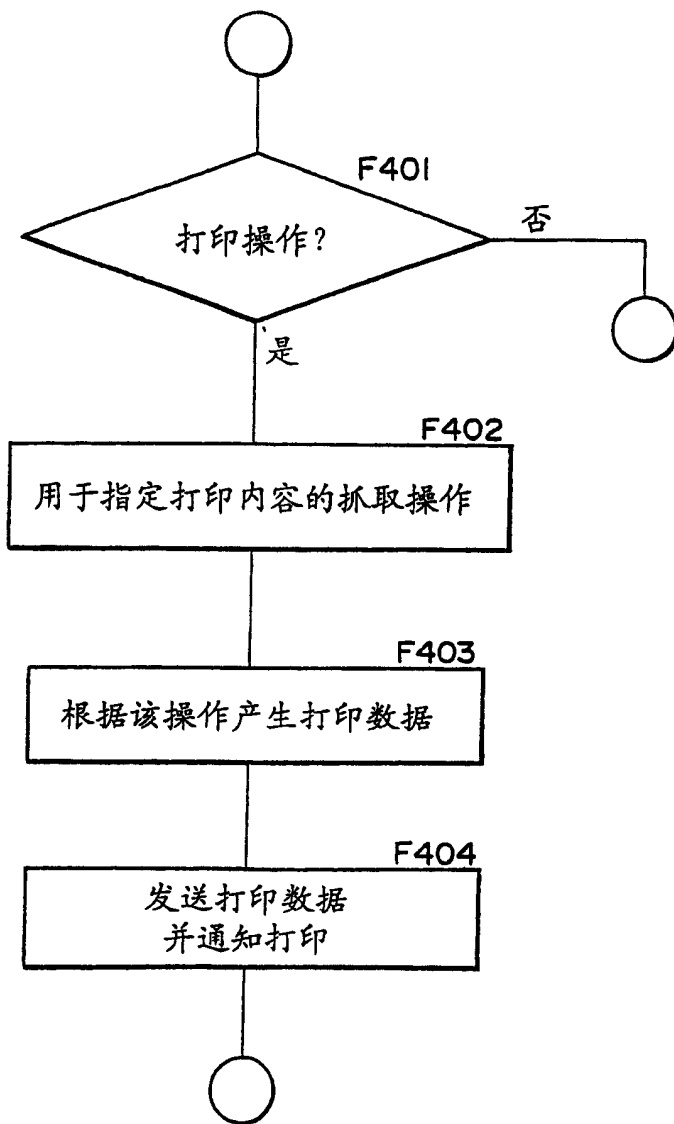 F401
打印操作?
否
是
F402
用于指定打印内容的抓取操作
F403
根据该操作产生打印数据
F404
发送打印数据
并通知打印